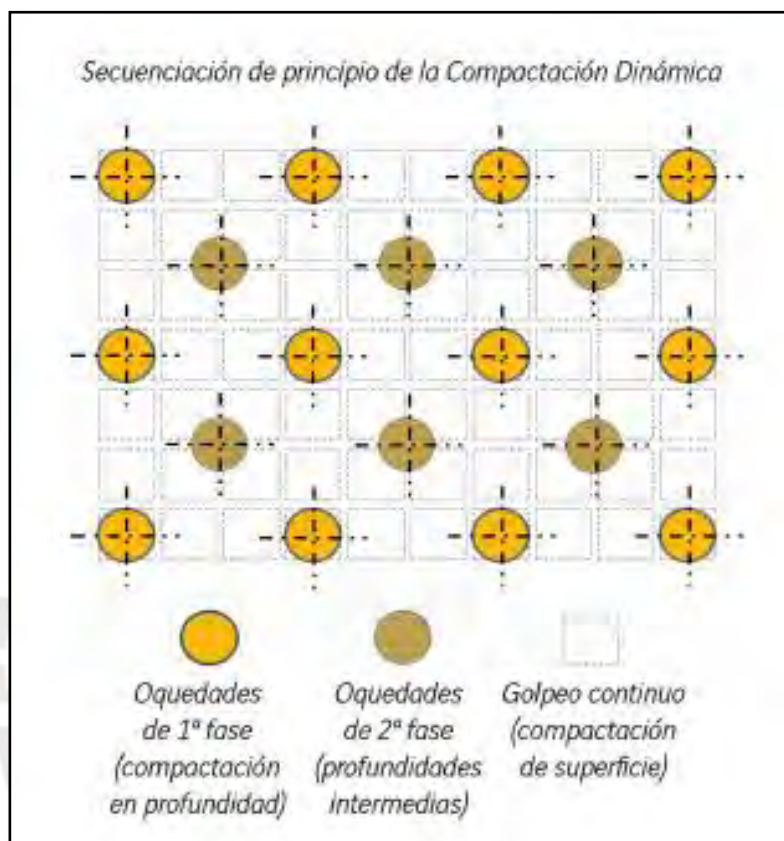 Secuenciación de principio de la Compactación Dinámica
Oquedades
de 1ª fase
(compactación
en profundidad)
Oquedades
de 2ª fase
(profundidades
intermedias)
Golpeo continuo
(compactación
de superficie)